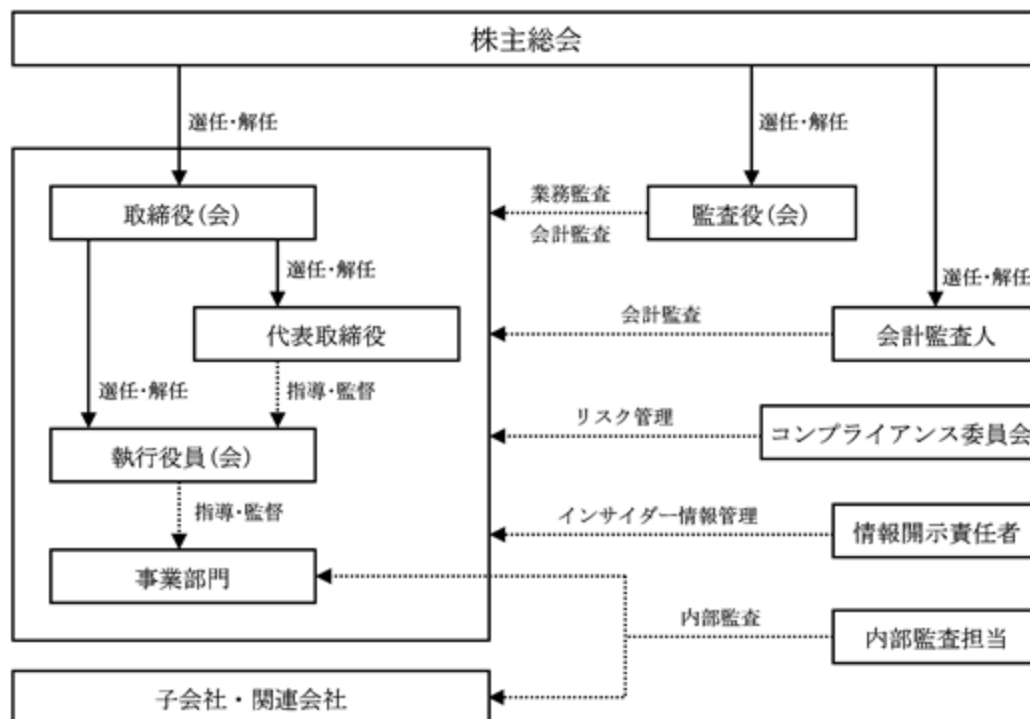 株主総会
選任・解任
選任・解任
取締役(会)
業務監査
会計監査
監査役(会)
選任・解任
選任・解任
代表取締役
会計監査
会計監査人
選任・解任
指導・監督
リスク管理
コンプライアンス委員会
執行役員(会)
指導・監督
インサイダー情報管理
情報開示責任者
事業部門
内部監査
内部監査担当
子会社・関連会社